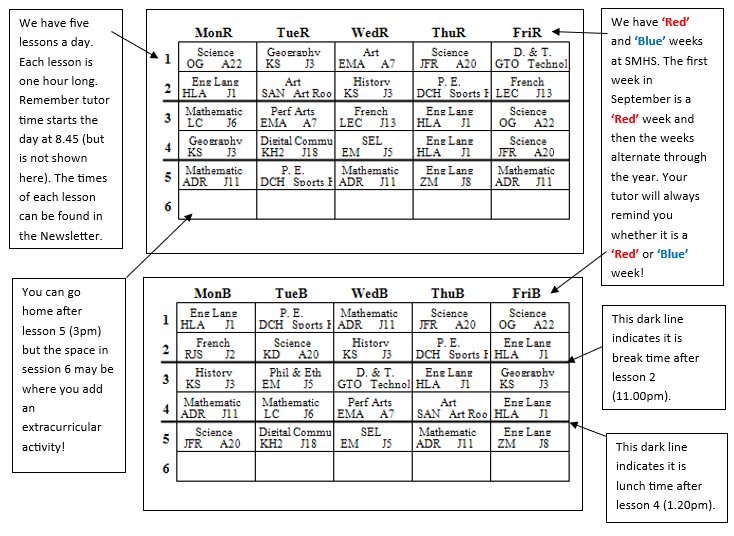 We have five
lessons a day.
Each lesson is
one hour long.
Remember tutor
time starts the
day at 8.45 (but
is not shown
here). The times
of each lesson
can be found in
the Newsletter.
MonR TueR WedR ThuR FriR
1 Science Geography Art Science D. & T.
OG A22 KS J3 EMA A7 JFR A20 GTO Technol
2 Eng Lang Art History P. E. French
HLA J1 SAN Art Roo KS J3 DCH Sports H LEC J13
3 Mathematic Perf Arts French Eng Lang Science
LC J6 EMA A7 LEC J13 HLA J1 OG A22
4 Geography Digital Commu SEL Eng Lang Science
KS J3 KH2 J18 EM J5 HLA J1 JFR A20
5 Mathematic P. E. Mathematic Eng Lang Mathematic
ADR J11 DCH Sports H ADR J11 ZM J8 ADR J11
6
We have ‘Red’
and ‘Blue’ weeks
at SMHS. The first
week in
September is a
‘Red’ week and
then the weeks
alternate through
the year. Your
tutor will always
remind you
whether it is a
‘Red’ or ‘Blue’
week!
You can go
home after
lesson 5 (3pm)
but the space in
session 6 may be
where you add
an
extracurricular
activity!
MonB TueB WedB ThuB FriB
1 Eng Lang P. E. Mathematic Science Science
HLA J1 DCH Sports H ADR J11 JFR A20 OG A22
2 French Science History P. E. Eng Lang
RJS J2 KD A20 KS J3 DCH Sports H HLA J1
3 History Phil & Eth D. & T. Eng Lang Geography
KS J3 EM J5 GTO Technol HLA J1 KS J3
4 Mathematic Mathematic Perf Arts Art Eng Lang
ADR J11 LC J6 EMA A7 SAN Art Roo HLA J1
5 Science Digital Commu SEL Mathematic Eng Lang
JFR A20 KH2 J18 EM J5 ADR J11 ZM J8
6
This dark line
indicates it is
break time after
lesson 2
(11.00pm).
This dark line
indicates it is
lunch time after
lesson 4 (1.20pm).